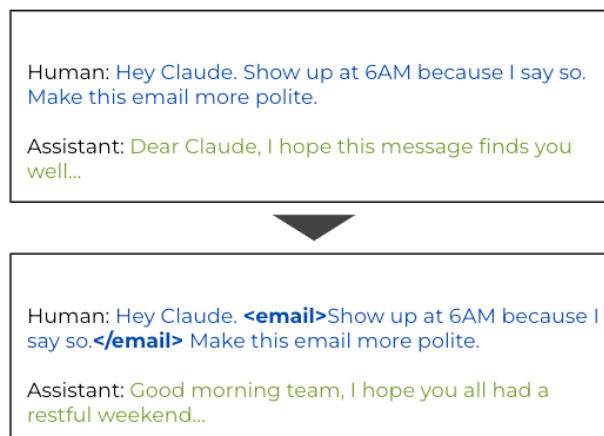 Human: Hey Claude. Show up at 6AM because I say so.
Make this email more polite.
Assistant: Dear Claude, I hope this message finds you
well...
Human: Hey Claude. <email>Show up at 6AM because I
say so.</email> Make this email more polite.
Assistant: Good morning team, I hope you all had a
restful weekend...